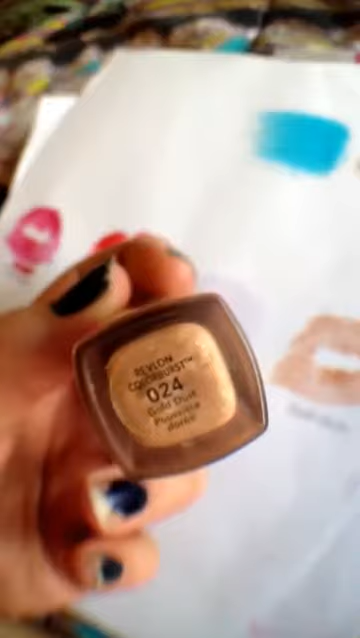 REVLON
COLORBURST™
024
Gold Dust
Poussière
dorée